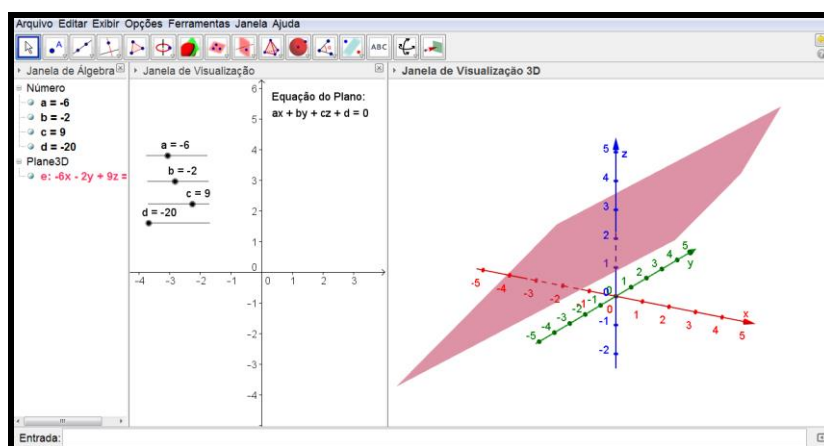 Arquivo Editar Exibir Opções Ferramentas Janela Ajuda
ABC
Janela de Álgebra
Número
a = -6
b = -2
c = 9
d = -20
Plane3D
e: -6x - 2y + 9z =
Janela de Visualização
Equação do Plano:
ax + by + cz + d = 0
a = -6
b = -2
c = 9
d = -20
6
5
4
3
2
1
0
-1
-2
-3
-4
-4 -3 -2 -1 0 1 2 3
Janela de Visualização 3D
z
5
4
3
2
1
0
-1
-2
y
-5 -4 -3 -2 -1 0 1 2 3 4 5
x
-5 -4 -3 -2 -1 0 1 2 3 4 5
Entrada: